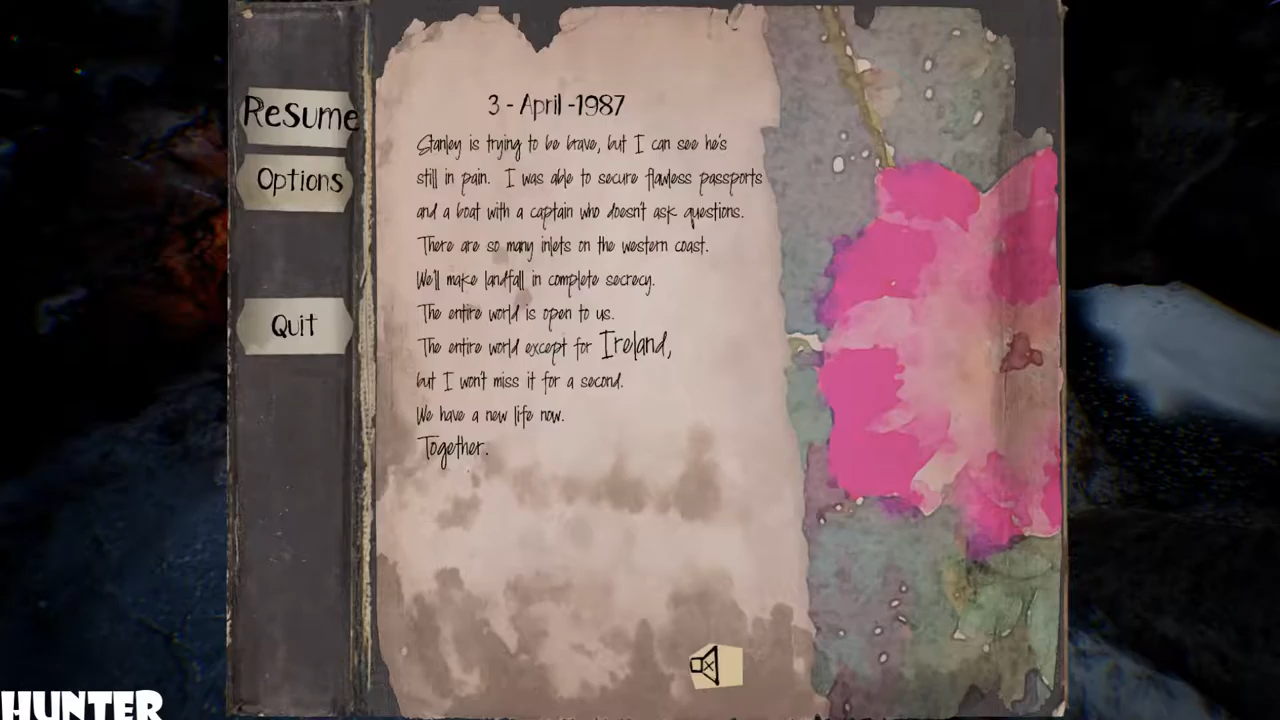 Resume
Options
Quit
3 - April -1987
Stanley is trying to be brave, but I can see he's
still in pain. I was able to secure flawless passports
and a boat with a captain who doesn't ask questions.
There are so many inlets on the western coast.
We'll make landfall in complete secrecy.
The entire world is open to us.
The entire world except for Ireland,
but I won't miss it for a second.
We have a new life now.
Together.
HUNTER